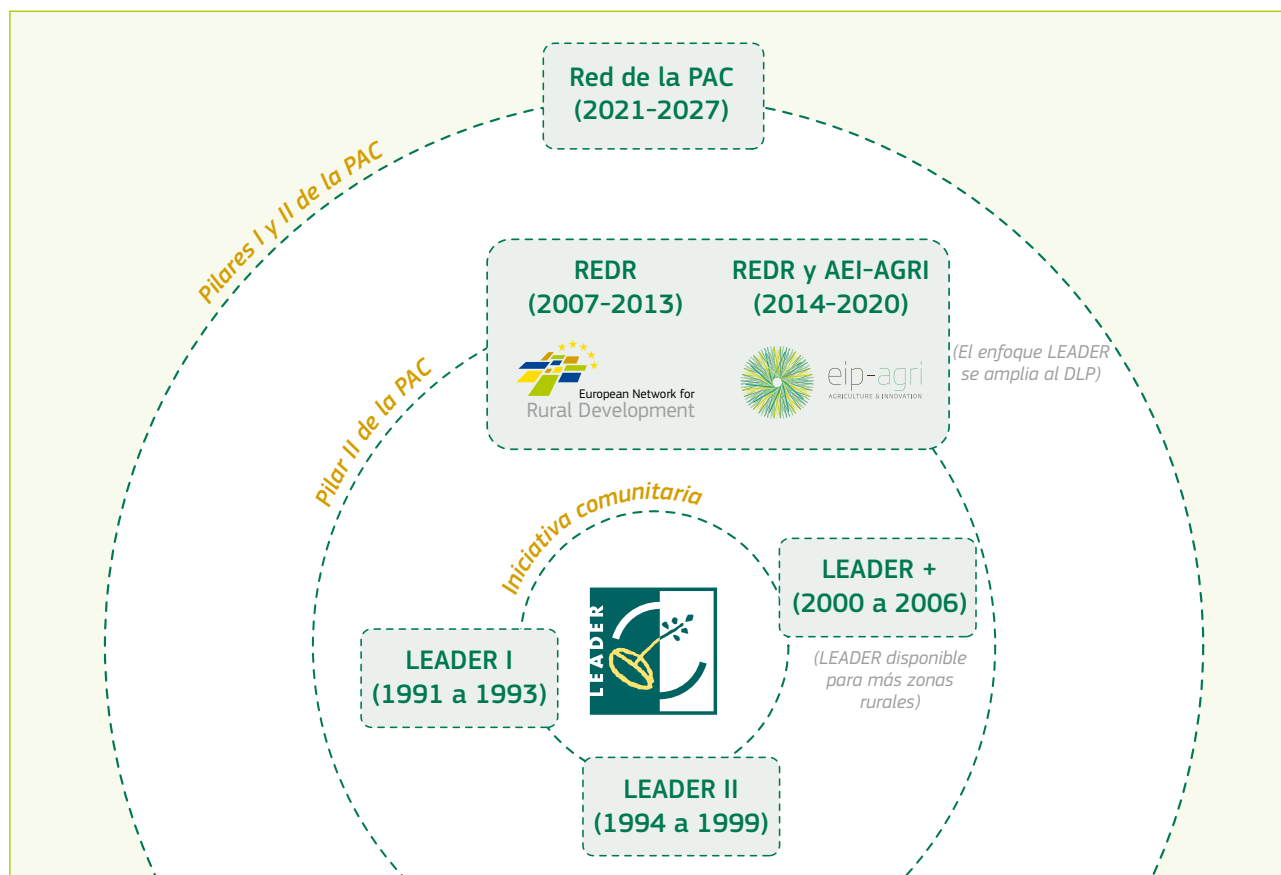 Red de la PAC
(2021-2027)
Pilares I y II de la PAC
REDR
(2007-2013)
REDR y AEI-AGRI
(2014-2020)
European Network for
Rural Development
eip-agri
AGRICULTURE & INNOVATION
(El enfoque LEADER
se amplia al DLP)
Pilar II de la PAC
Iniciativa comunitaria
LEADER +
(2000 a 2006)
(LEADER disponible
para más zonas
rurales)
LEADER
LEADER I
(1991 a 1993)
LEADER II
(1994 a 1999)